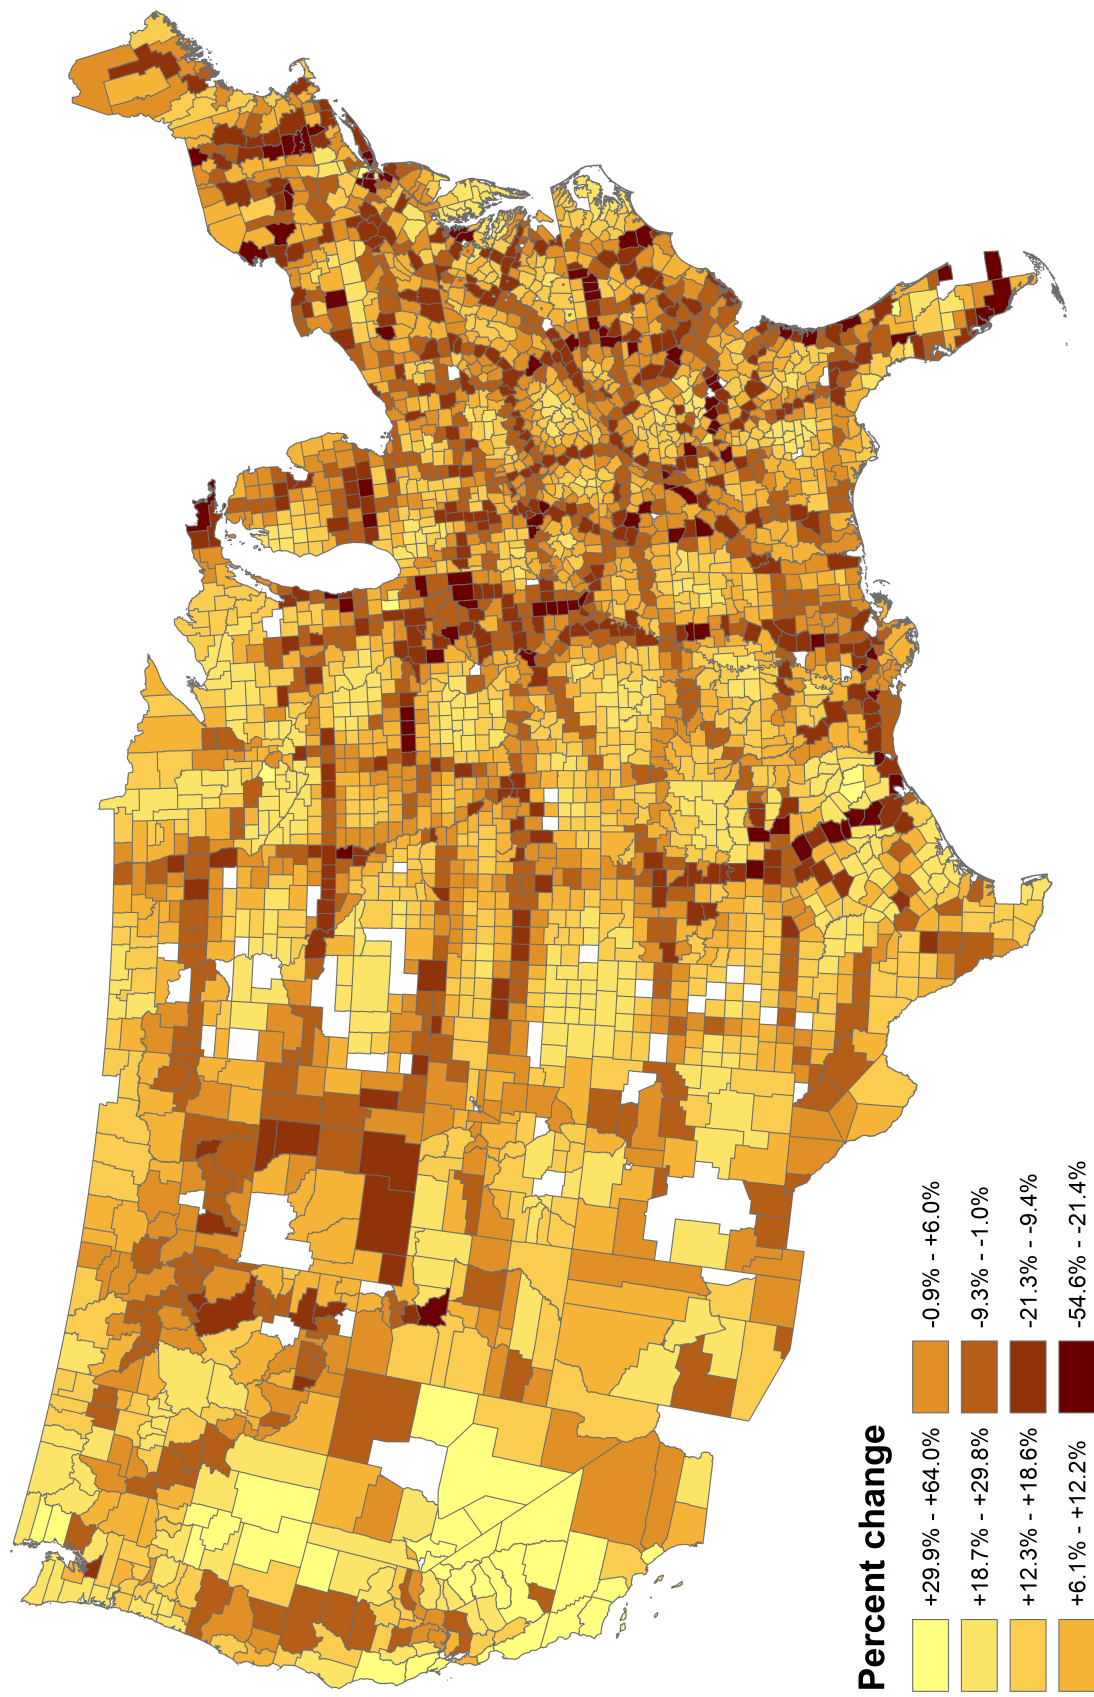 Percent change
+29.9% - +64.0%
+18.7% - +29.8%
+12.3% - +18.6%
+6.1% - +12.2%
-0.9% - +6.0%
-9.3% - -1.0%
-21.3% - -9.4%
-54.6% - -21.4%